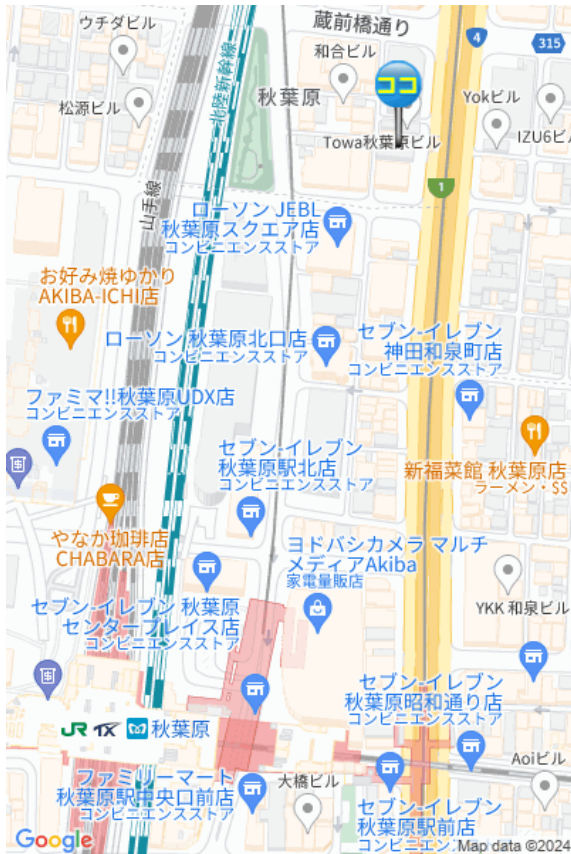 蔵前橋通り
ウチダビル
4
315
北陸新幹線
和合ビル
ココ
松源ビル
秋葉原
Yokビル
Towa秋葉原ビル
IZU6ビル
山手線
1
ローソン JEBL
秋葉原スクエア店
コンビニエンスストア
お好み焼ゆかり
AKIBA-ICHI店
ローソン 秋葉原北口店
コンビニエンスストア
セブン-イレブン
神田和泉町店
コンビニエンスストア
ファミマ!!秋葉原UDX店
コンビニエンスストア
セブン-イレブン
秋葉原駅北店
コンビニエンスストア
新福菜館 秋葉原店
ラーメン・$$
やなか珈琲店
CHABARA店
ヨドバシカメラ マルチ
メディアAkiba
家電量販店
セブン-イレブン 秋葉原
センタープレイス店
コンビニエンスストア
YKK 和泉ビル
セブン-イレブン
秋葉原昭和通り店
コンビニエンスストア
JR TX 秋葉原
ファミリーマート
秋葉原駅中央口前店
コンビニエンスストア
大橋ビル
Aoiビル
セブン-イレブン
秋葉原駅前店
コンビニエンスストア
Google
Map data ©2024